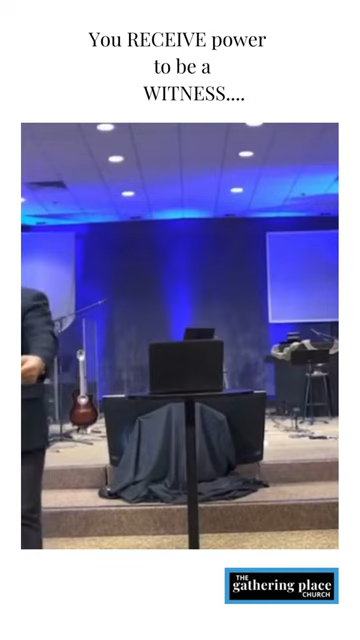 You RECEIVE power
to be a
WITNESS....
THE
gathering place
CHURCH